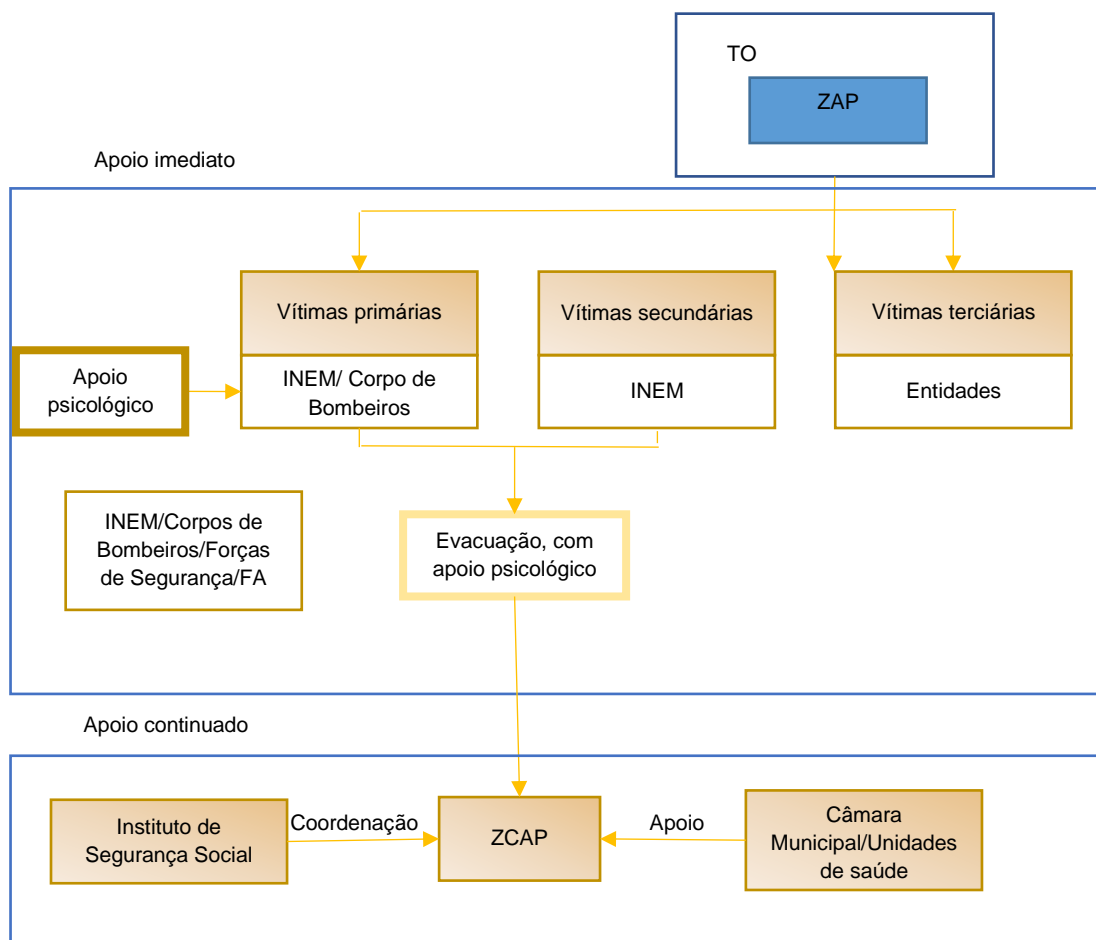 TO
ZAP
Apoio imediato
Vítimas primárias
Vítimas secundárias
Vítimas terciárias
Apoio
psicológico
INEM/ Corpo de
Bombeiros
INEM
Entidades
INEM/Corpos de
Bombeiros/Forças
de Segurança/FA
Evacuação, com
apoio psicológico
Apoio continuado
Instituto de
Segurança Social
Coordenação
ZCAP
Apoio
Câmara
Municipal/Unidades
de saúde